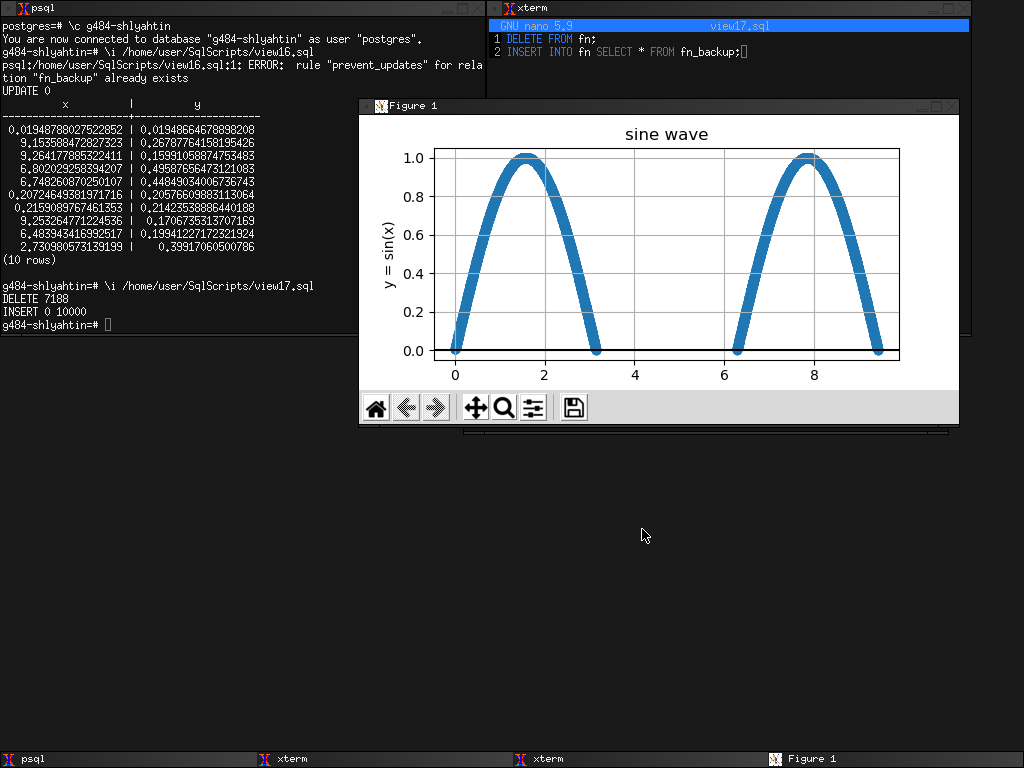 psql
postgres=# \c g484-shlyahtin
You are now connected to database "g484-shlyahtin" as user "postgres".
g484-shlyahtin=# \i /home/user/SqlScripts/view16.sql
psql:/home/user/SqlScripts/view16.sql:1: ERROR:  rule "prevent_updates" for rela
tion "fn_backup" already exists
UPDATE 0
x | y
---------------------+---------------------
0.01948788027522852 | 0.01948664678898208
9.153588472827323 | 0.26787764158195426
9.264177885322411 | 0.15991058874753483
6.802029258394207 | 0.49587656473121083
6.748260870250107 | 0.44849034006736743
0.20724649381971716 | 0.20576609883113064
0.2159089767461353 | 0.21423538986440188
9.253264771224536 | 0.1706735313707169
6.483943416992517 | 0.19941227172321924
2.730980573139199 | 0.39917060500786
(10 rows)
g484-shlyahtin=# \i /home/user/SqlScripts/view17.sql
DELETE 7188
INSERT 0 10000
g484-shlyahtin=#
xterm
GNU nano 5.9 view17.sql
1 DELETE FROM fn;
2 INSERT INTO fn SELECT * FROM fn_backup;
Figure 1
sine wave
y = sin(x)
1.0
0.8
0.6
0.4
0.2
0.0
0 2 4 6 8
psql xterm xterm Figure 1